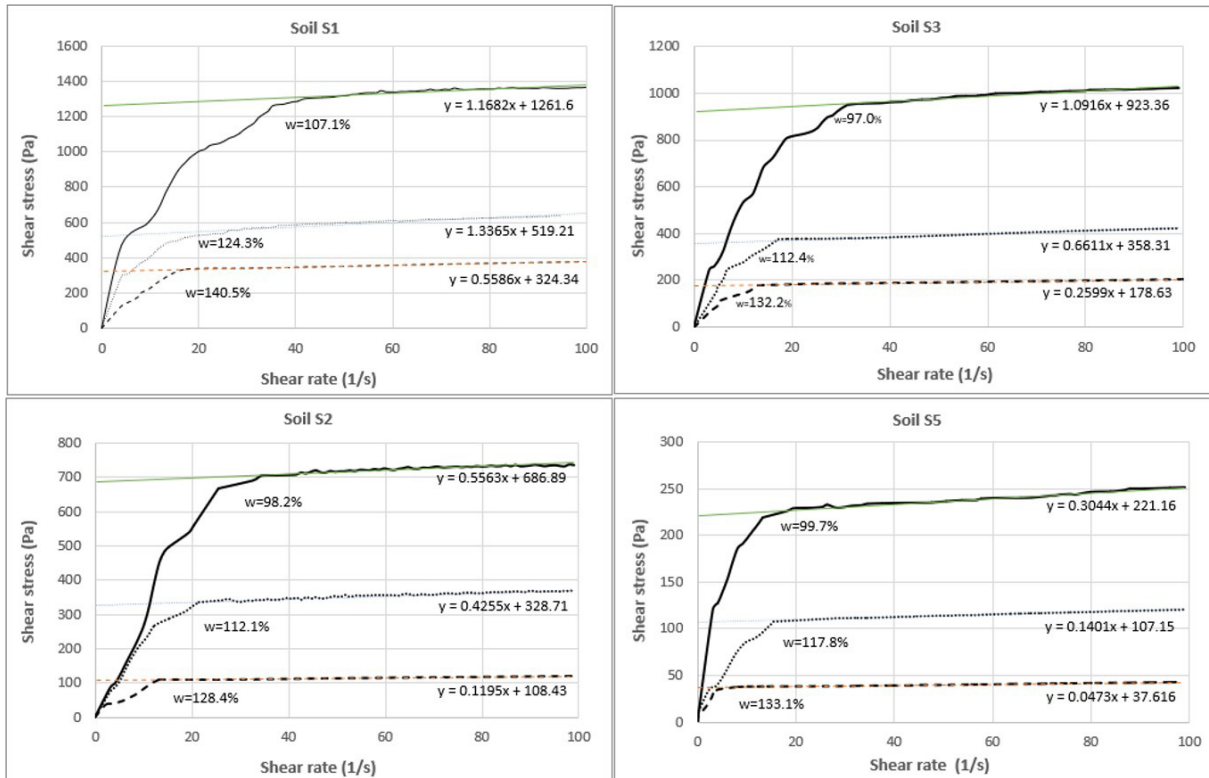 Soil S1
1600
1400
1200
1000
800
600
400
200
0
Shear stress (Pa)
y = 1.1682x + 1261.6
w=107.1%
y = 1.3365x + 519.21
w=124.3%
y = 0.5586x + 324.34
w=140.5%
0 20 40 60 80 100
Shear rate (1/s)
Soil S3
1200
1000
800
600
400
200
0
Shear stress (Pa)
y = 1.0916x + 923.36
w=97.0%
y = 0.6611x + 358.31
w=112.4%
y = 0.2599x + 178.63
w=132.2%
0 20 40 60 80 100
Shear rate (1/s)
Soil S2
800
700
600
500
400
300
200
100
0
Shear stress (Pa)
y = 0.5563x + 686.89
w=98.2%
y = 0.4255x + 328.71
w=112.1%
y = 0.1195x + 108.43
w=128.4%
0 20 40 60 80 100
Shear rate (1/s)
Soil S5
300
250
200
150
100
50
0
Shear stress (Pa)
y = 0.3044x + 221.16
w=99.7%
y = 0.1401x + 107.15
w=117.8%
y = 0.0473x + 37.616
w=133.1%
0 20 40 60 80 100
Shear rate (1/s)